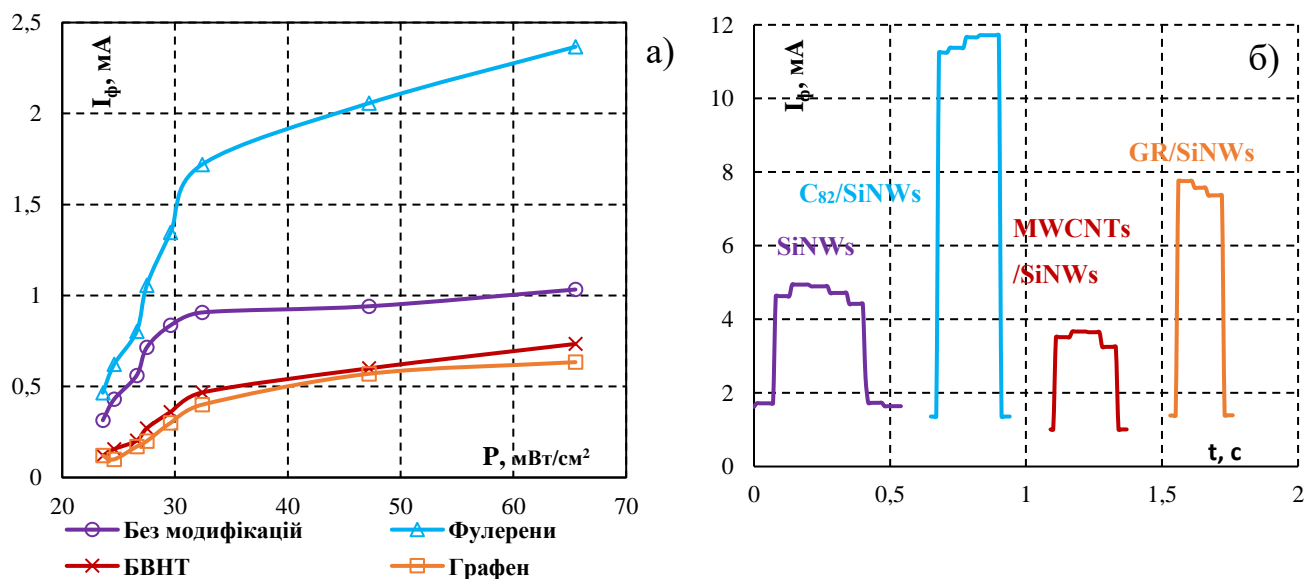 а)
Iф, мА
2,5
2
1,5
1
0,5
0
20 30 40 50 60 70
P, мВт/см²
Без модифікацій
Фулерени
БВНТ
Графен
б)
Iф, мА
12
10
8
6
4
2
0
0 0,5 1 1,5 2
t, с
SiNWs
C₈₂/SiNWs
MWCNTs
/SiNWs
GR/SiNWs